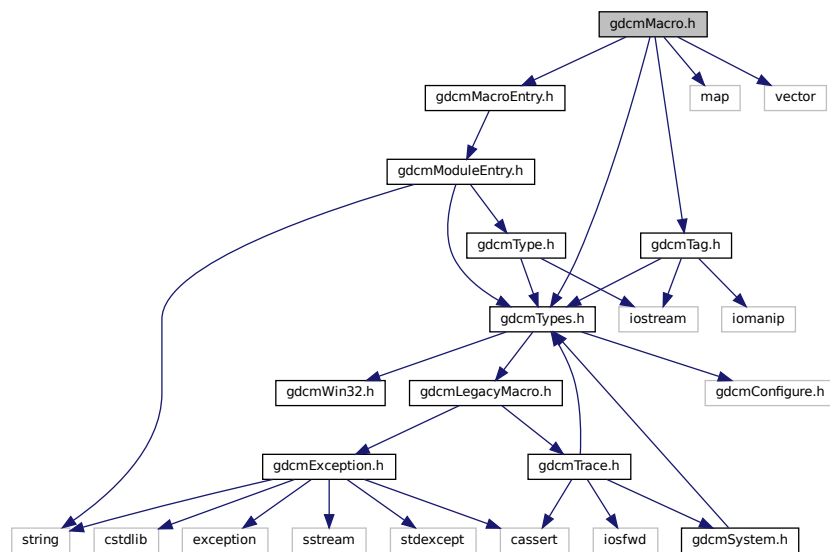 gdcmMacro.h
gdcmMacroEntry.h
map
vector
gdcmModuleEntry.h
gdcmType.h
gdcmTag.h
gdcmTypes.h
iostream
iomanip
gdcmWin32.h
gdcmLegacyMacro.h
gdcmConfigure.h
gdcmException.h
gdcmTrace.h
string
cstdlib
exception
sstream
stdexcept
cassert
iosfwd
gdcmSystem.h